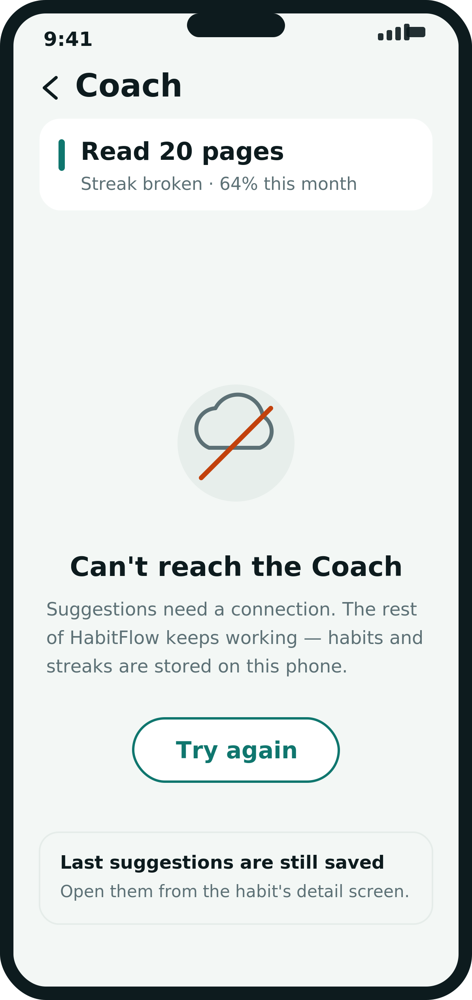 9:41
Coach
Read 20 pages
Streak broken · 64% this month
Can't reach the Coach
Suggestions need a connection. The rest
of HabitFlow keeps working — habits and
streaks are stored on this phone.
Try again
Last suggestions are still saved
Open them from the habit's detail screen.